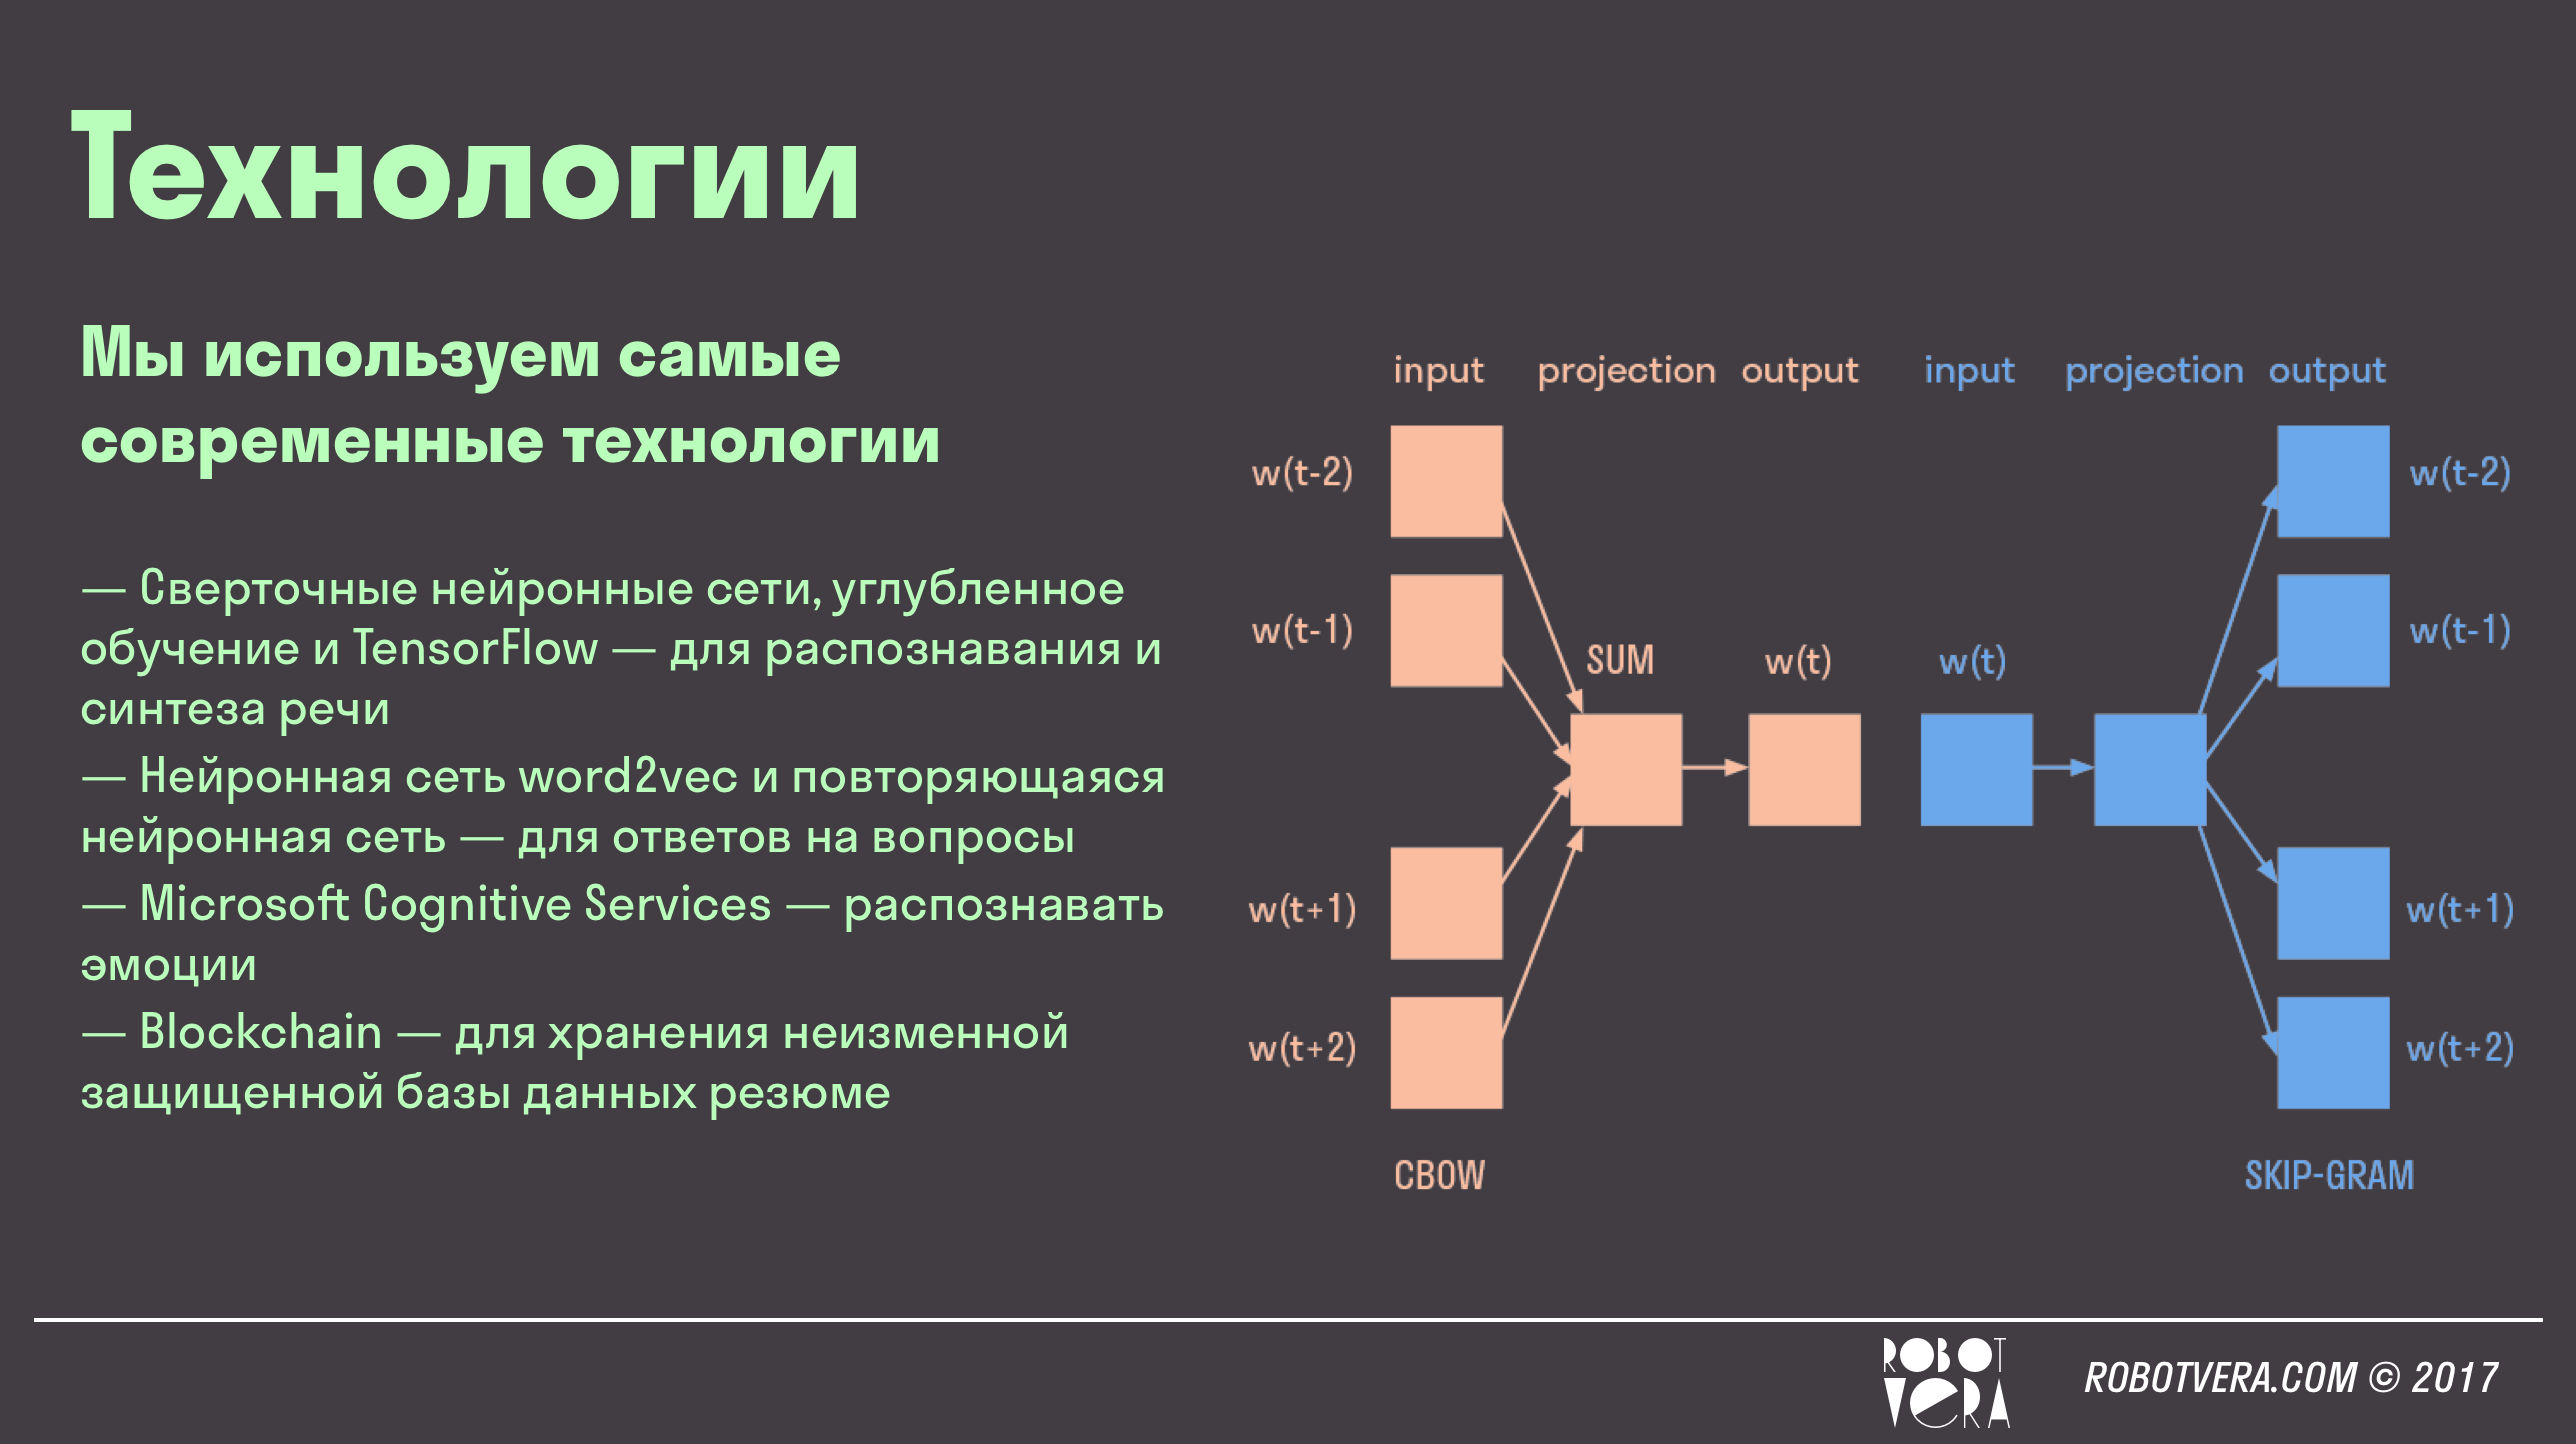 Технологии
Мы используем самые
современные технологии
— Сверточные нейронные сети, углубленное
обучение и TensorFlow — для распознавания и
синтеза речи
— Нейронная сеть word2vec и повторяющаяся
нейронная сеть — для ответов на вопросы
— Microsoft Cognitive Services — распознавать
эмоции
— Blockchain — для хранения неизменной
защищенной базы данных резюме
input projection output
w(t-2)
w(t-1)
SUM w(t)
w(t+1)
w(t+2)
CBOW
input projection output
w(t-2)
w(t-1)
w(t)
w(t+1)
w(t+2)
SKIP-GRAM
ROBOT
VERA
ROBOTVERA.COM © 2017